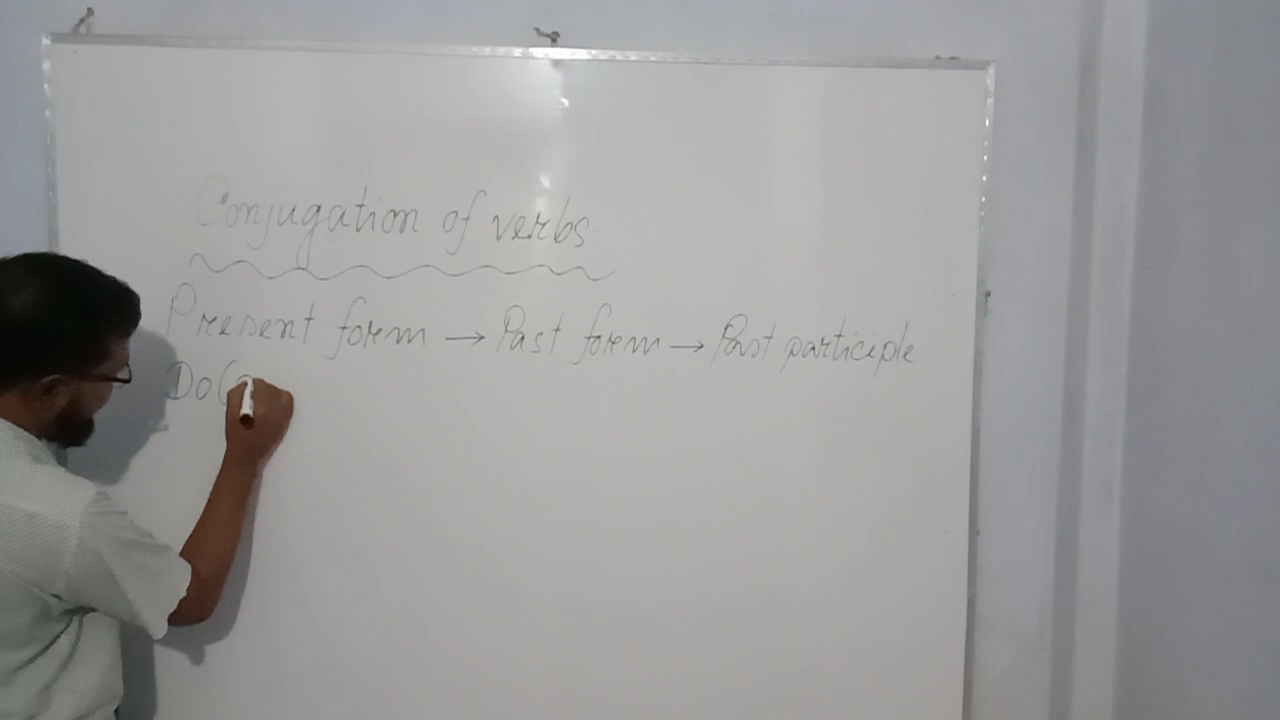 Conjugation of verbs
Present form → Past form → Past participle
Do(